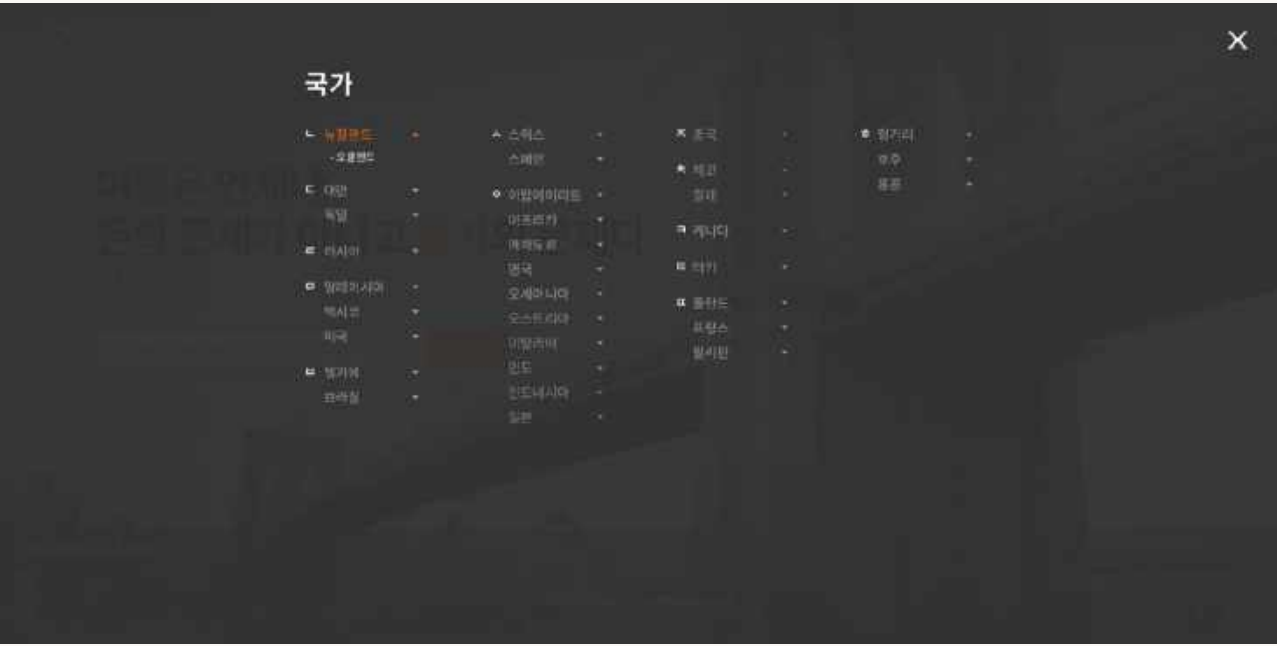 국가
ㄴ 뉴질랜드
- 오클랜드
ㄷ 대만
독일
ㄹ 러시아
ㅁ 말레이시아
멕시코
미국
ㅂ 벨기에
브라질
ㅅ 스위스
스페인
ㅇ 아랍에미리트
아프리카
에콰도르
영국
오세아니아
오스트리아
이탈리아
인도
인도네시아
일본
ㅈ 중국
ㅊ 체코
칠레
ㅋ 캐나다
ㅌ 터키
ㅍ 폴란드
프랑스
필리핀
ㅎ 헝가리
호주
홍콩